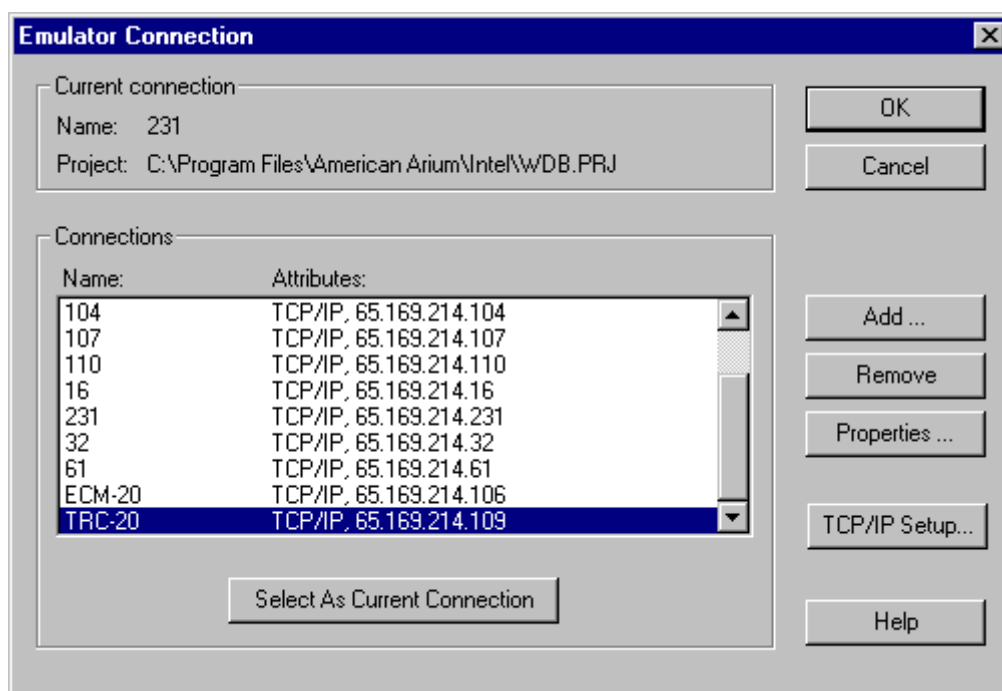 Emulator Connection
Current connection
Name: 231
Project: C:\Program Files\American Arium\Intel\WDB.PRJ
OK
Cancel
Connections
Name: Attributes:
104 TCP/IP, 65.169.214.104
107 TCP/IP, 65.169.214.107
110 TCP/IP, 65.169.214.110
16 TCP/IP, 65.169.214.16
231 TCP/IP, 65.169.214.231
32 TCP/IP, 65.169.214.32
61 TCP/IP, 65.169.214.61
ECM-20 TCP/IP, 65.169.214.106
TRC-20 TCP/IP, 65.169.214.109
Select As Current Connection
Add ...
Remove
Properties ...
TCP/IP Setup...
Help